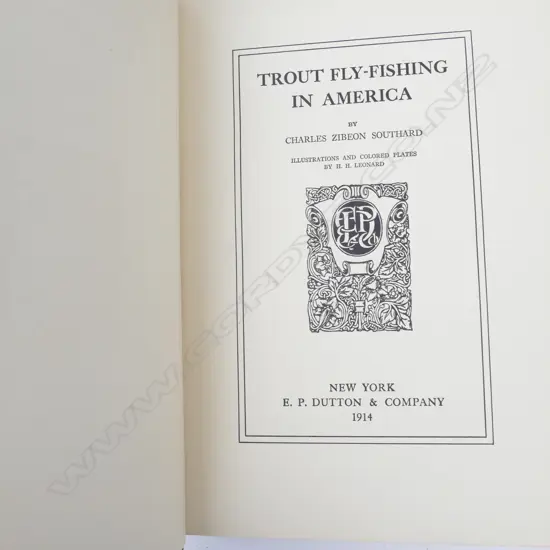 TROUT FLY-FISHING
IN AMERICA
BY
CHARLES ZIBEON SOUTHARD
ILLUSTRATIONS AND COLORED PLATES
BY H. H. LEONARD
NEW YORK
E. P. DUTTON & COMPANY
1914